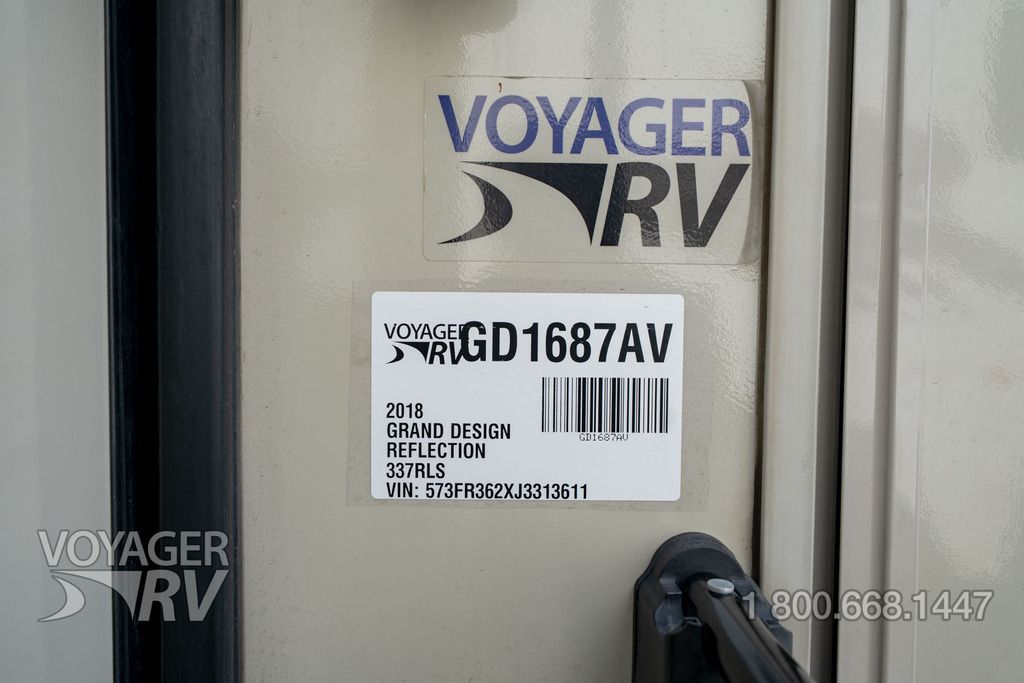 VOYAGER
RV
VOYAGER
RV
GD1687AV
GD1687AV
2018
GRAND DESIGN
REFLECTION
337RLS
VIN: 573FR362XJ3313611
VOYAGER
RV
1 800.668.1447